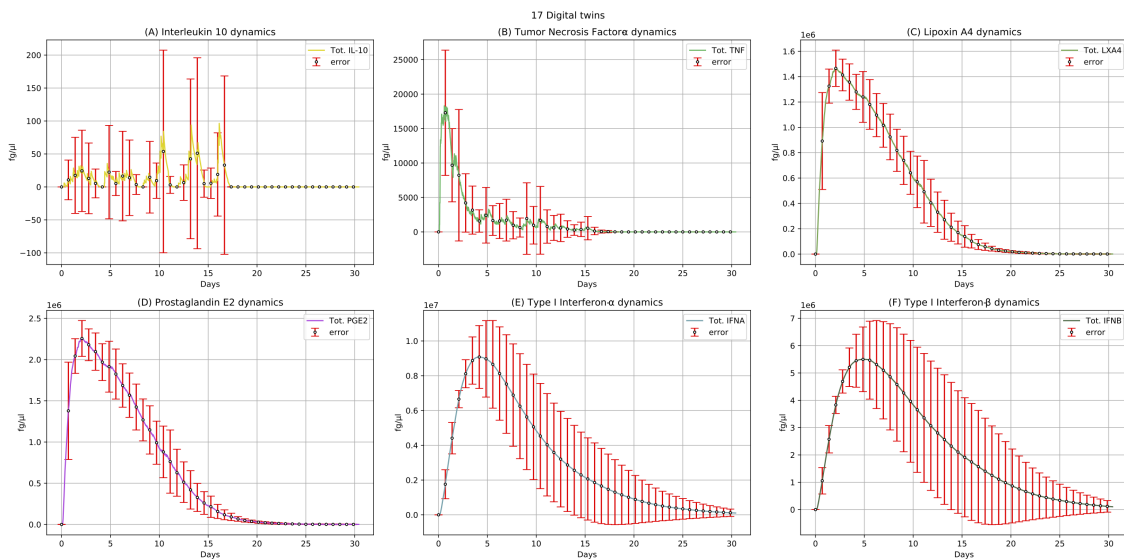 17 Digital twins
(A) Interleukin 10 dynamics
Tot. IL-10
error
fg/μl
200
150
100
50
0
−50
−100
0 5 10 15 20 25 30
Days
(B) Tumor Necrosis Factorα dynamics
Tot. TNF
error
fg/μl
25000
20000
15000
10000
5000
0
0 5 10 15 20 25 30
Days
(C) Lipoxin A4 dynamics
1e6
Tot. LXA4
error
fg/μl
1.6
1.4
1.2
1.0
0.8
0.6
0.4
0.2
0.0
0 5 10 15 20 25 30
Days
(D) Prostaglandin E2 dynamics
1e6
Tot. PGE2
error
fg/μl
2.5
2.0
1.5
1.0
0.5
0.0
0 5 10 15 20 25 30
Days
(E) Type I Interferon-α dynamics
1e7
Tot. IFNA
error
fg/μl
1.0
0.8
0.6
0.4
0.2
0.0
0 5 10 15 20 25 30
Days
(F) Type I Interferon-β dynamics
1e6
Tot. IFNB
error
fg/μl
7
6
5
4
3
2
1
0
0 5 10 15 20 25 30
Days